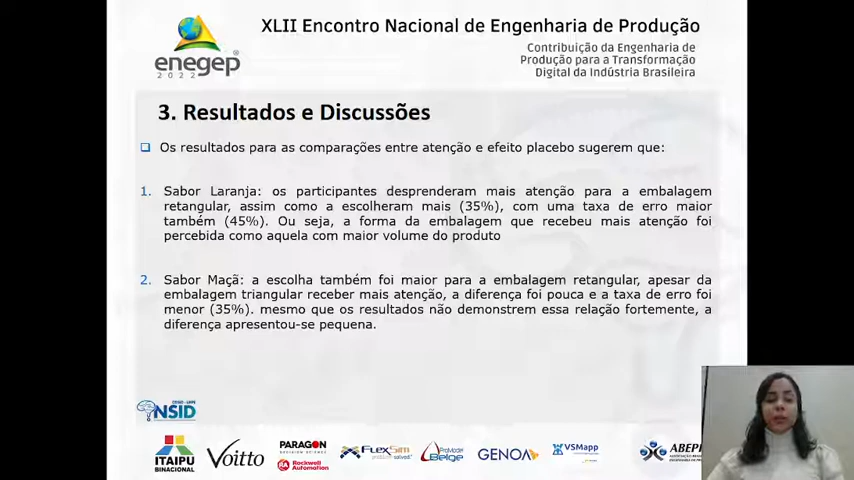 XLII Encontro Nacional de Engenharia de Produção
Contribuição da Engenharia de
Produção para a Transformação
Digital da Indústria Brasileira
enegep
2022
3. Resultados e Discussões
Os resultados para as comparações entre atenção e efeito placebo sugerem que:
1. Sabor Laranja: os participantes desprenderam mais atenção para a embalagem
retangular, assim como a escolheram mais (35%), com uma taxa de erro maior
também (45%). Ou seja, a forma da embalagem que recebeu mais atenção foi
percebida como aquela com maior volume do produto
2. Sabor Maçã: a escolha também foi maior para a embalagem retangular, apesar da
embalagem triangular receber mais atenção, a diferença foi pouca e a taxa de erro foi
menor (35%). mesmo que os resultados não demonstrem essa relação fortemente, a
diferença apresentou-se pequena.
NSID
ITAIPU
BINACIONAL
Voitto
PARAGON
Rockwell
Automation
FLEXSIM
ProModel
Belge
GENOA
VSMapp
ABEP